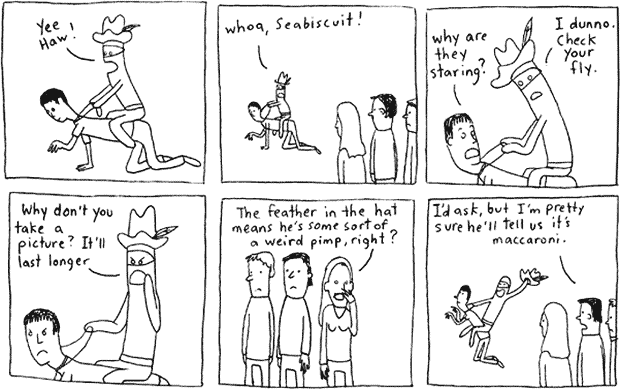 Yee
Haw!
whoa, Seabiscuit!
why are
they
staring?
I dunno.
Check
your
fly.
Why don't you
take a
picture? It'll
last longer
The feather in the hat
means he's some sort of
a weird pimp, right?
I'd ask, but I'm pretty
sure he'll tell us it's
maccaroni.